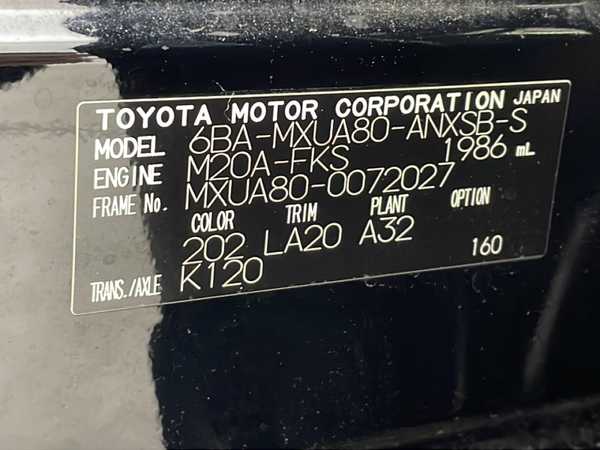 TOYOTA MOTOR CORPORATION JAPAN
MODEL 6BA-MXUA80-ANXSB-S
ENGINE M20A-FKS 1986 mL
FRAME No. MXUA80-0072027
COLOR TRIM PLANT OPTION
202 LA20 A32
TRANS./AXLE K120 160